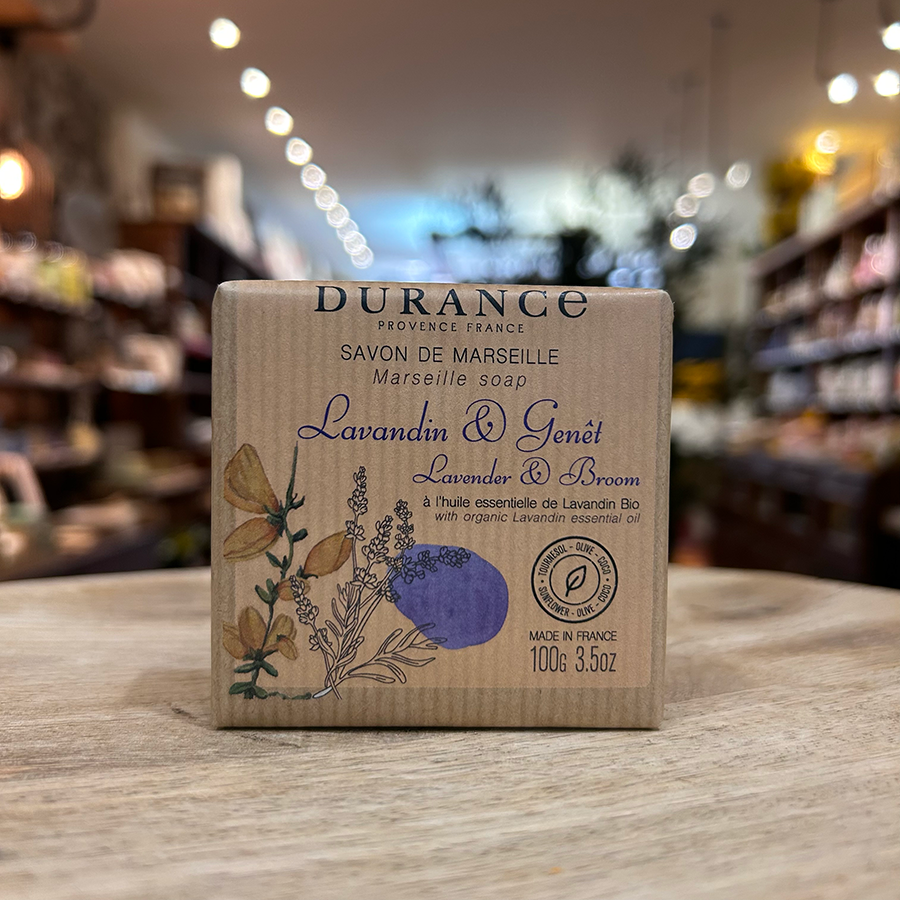 DURANCE
PROVENCE FRANCE
SAVON DE MARSEILLE
Marseille soap
Lavandin & Genêt
Lavender & Broom
à l'huile essentielle de Lavandin Bio
with organic Lavandin essential oil
• TOURNESOL - OLIVE - COCO •
SUNFLOWER - OLIVE - COCO
MADE IN FRANCE
100G 3.5OZ